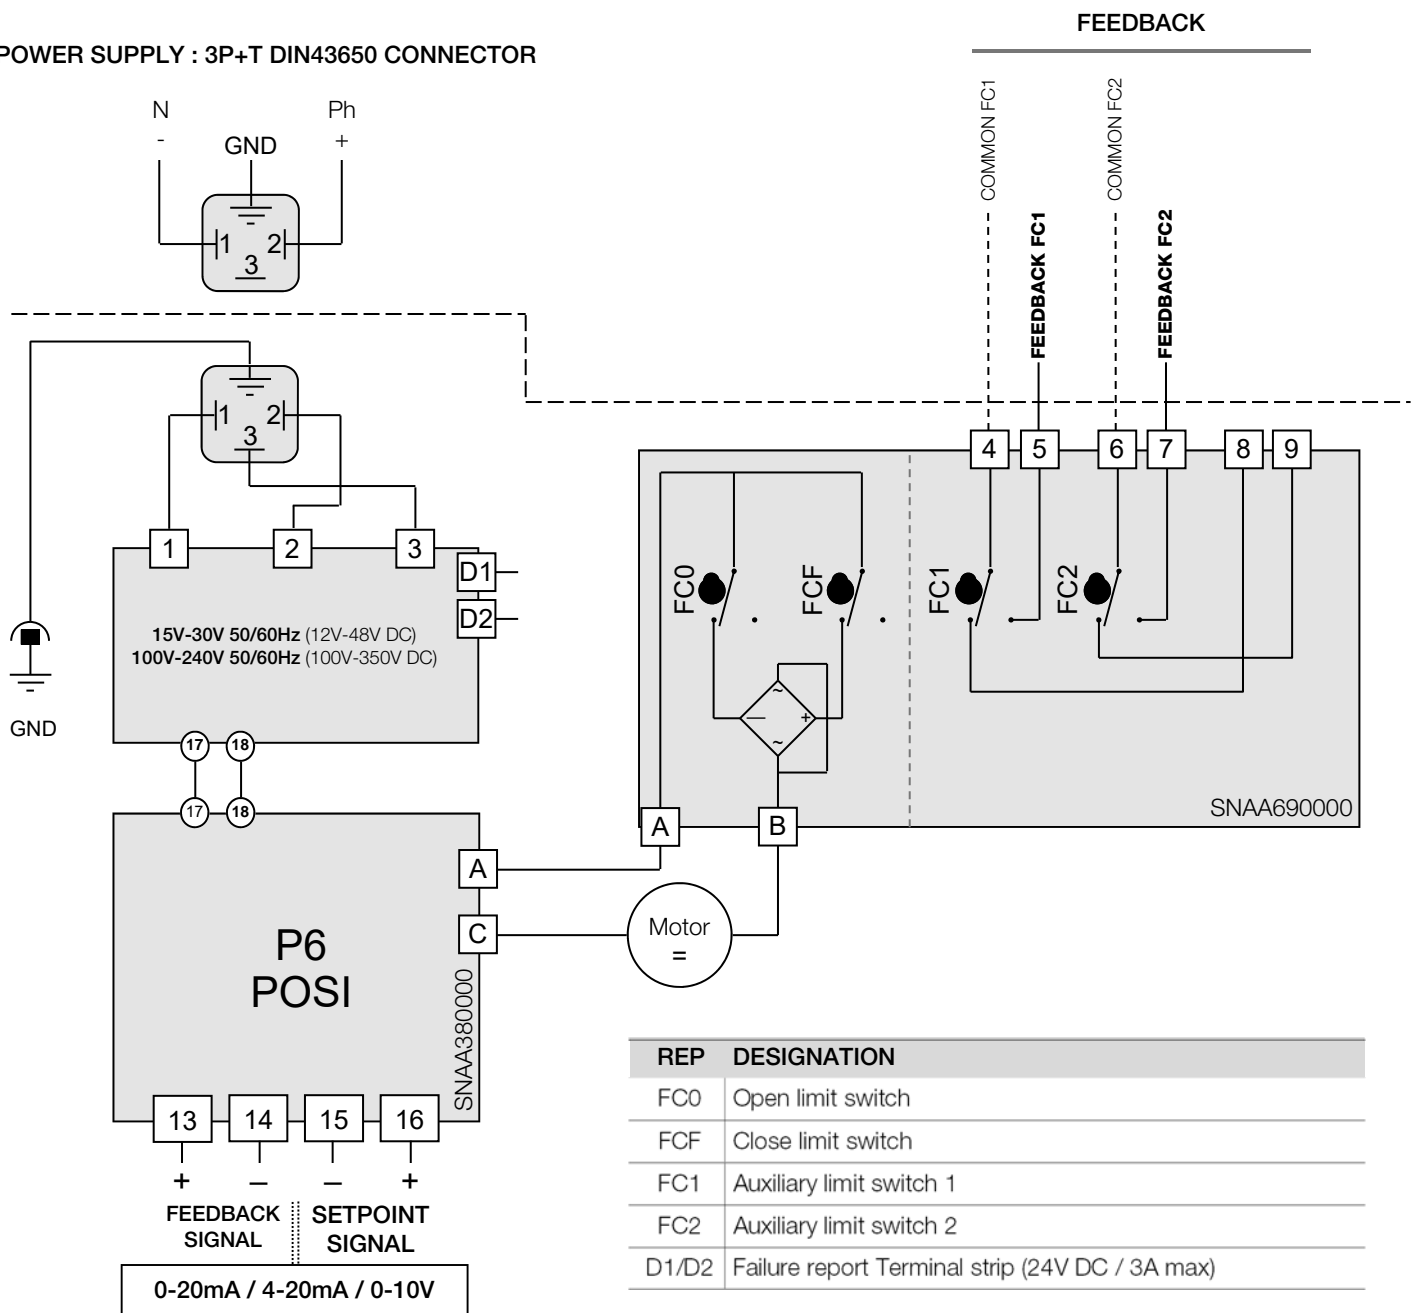 FEEDBACK
POWER SUPPLY : 3P+T DIN43650 CONNECTOR
N
Ph
-
GND
+
1
2
3
COMMON FC1
FEEDBACK FC1
COMMON FC2
FEEDBACK FC2
1
2
3
4
5
6
7
8
9
1
2
3
D1
D2
15V-30V 50/60Hz (12V-48V DC)
100V-240V 50/60Hz (100V-350V DC)
GND
17
18
17
18
FC0
FCF
FC1
FC2
~
—
+
~
SNAA690000
A
B
A
C
Motor
=
P6
POSI
SNAA380000
13
14
15
16
+
–
–
+
FEEDBACK
SIGNAL
SETPOINT
SIGNAL
0-20mA / 4-20mA / 0-10V
REP DESIGNATION
FC0 Open limit switch
FCF Close limit switch
FC1 Auxiliary limit switch 1
FC2 Auxiliary limit switch 2
D1/D2 Failure report Terminal strip (24V DC / 3A max)